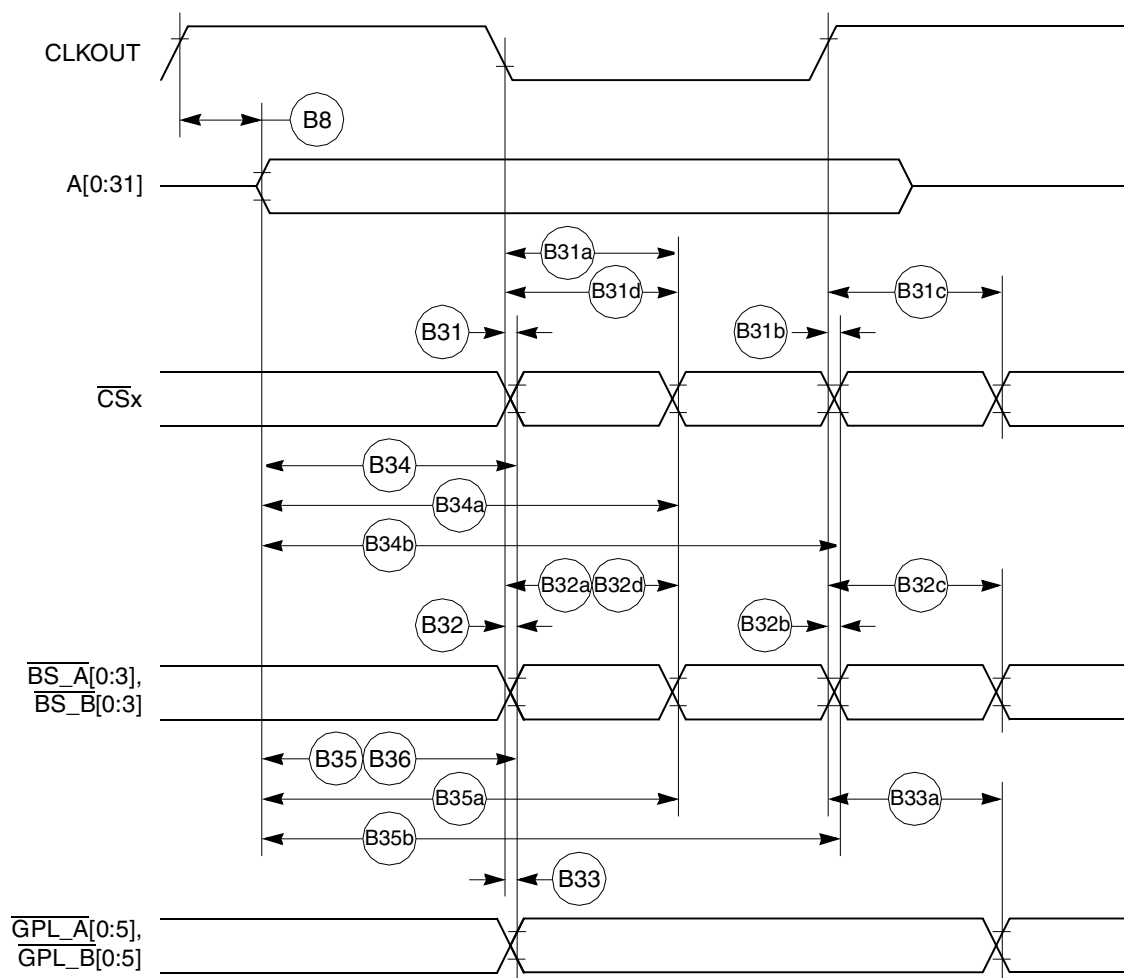 CLKOUT
B8
A[0:31]
B31a
B31d
B31c
B31
B31b
CSx
B34
B34a
B34b
B32a B32d
B32c
B32
B32b
BS_A[0:3],
BS_B[0:3]
B35 B36
B35a
B33a
B35b
B33
GPL_A[0:5],
GPL_B[0:5]